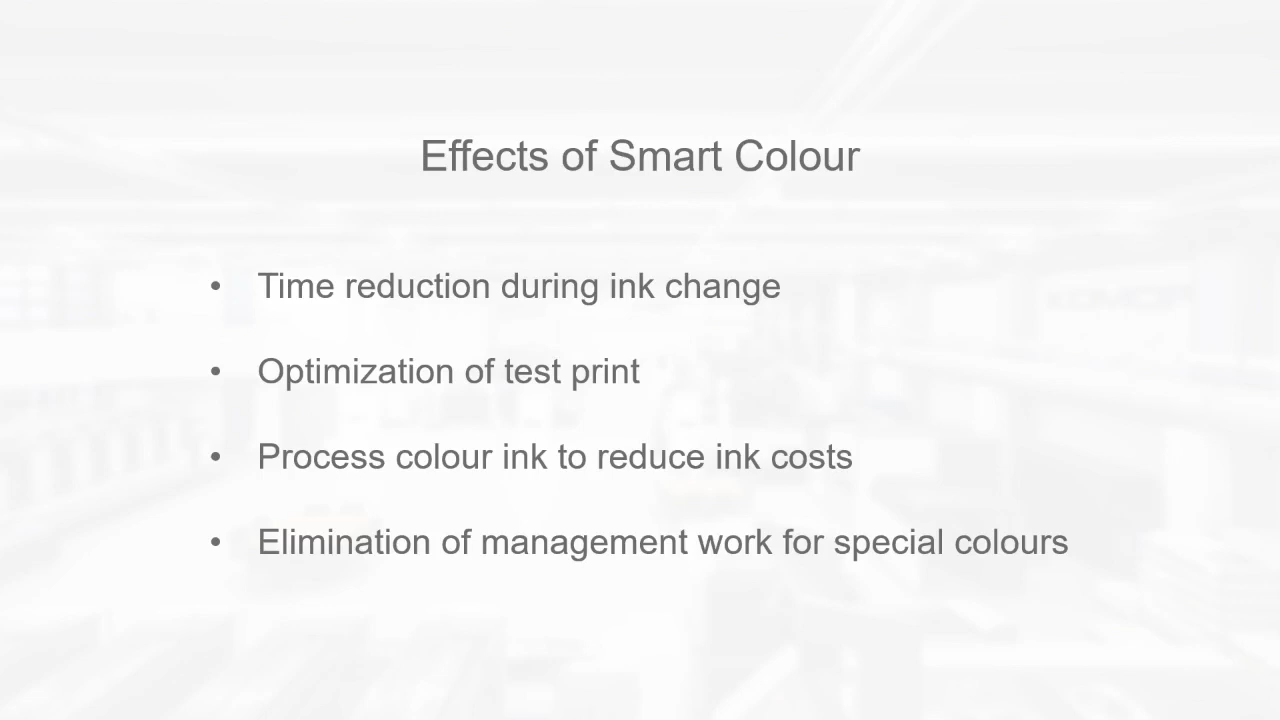 Effects of Smart Colour
• Time reduction during ink change
• Optimization of test print
• Process colour ink to reduce ink costs
• Elimination of management work for special colours